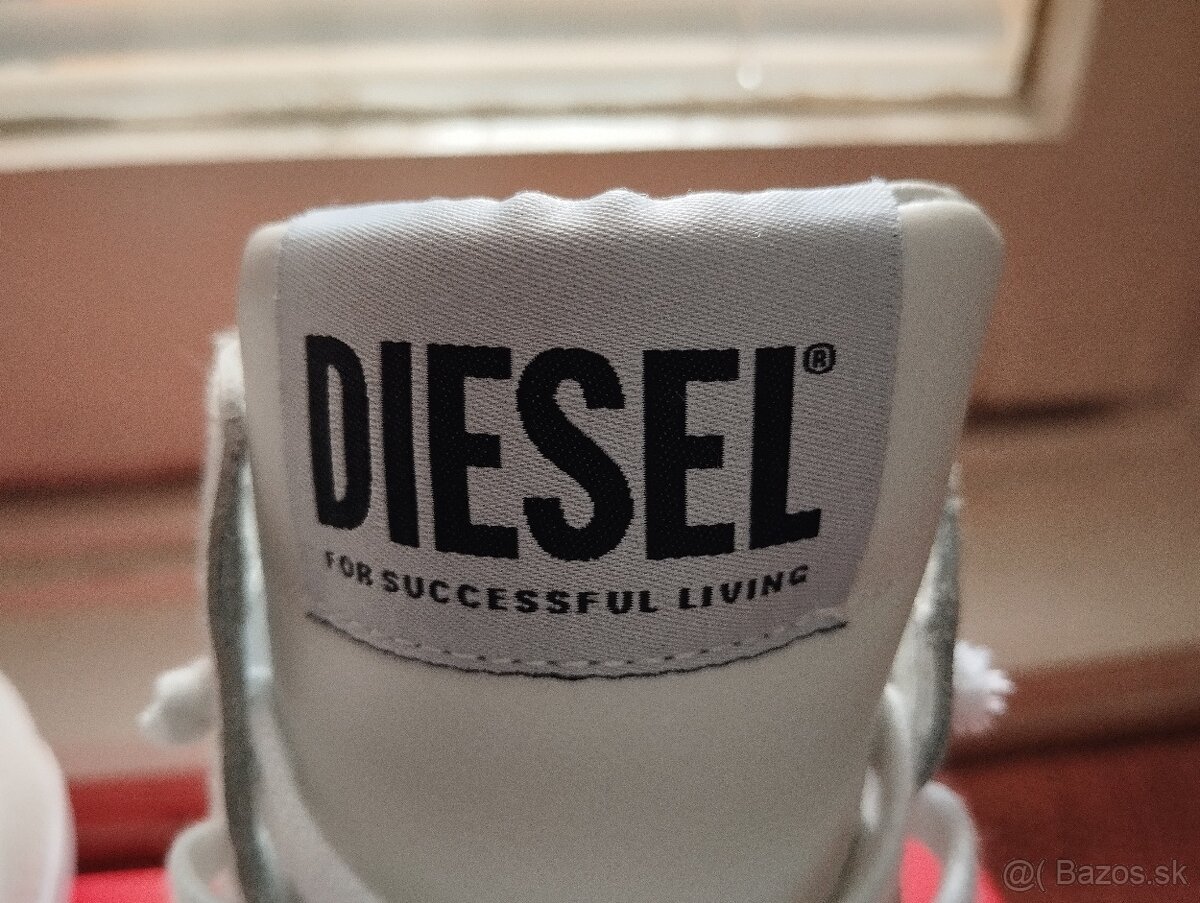 DIESEL®
FOR SUCCESSFUL LIVING
@( Bazos.sk